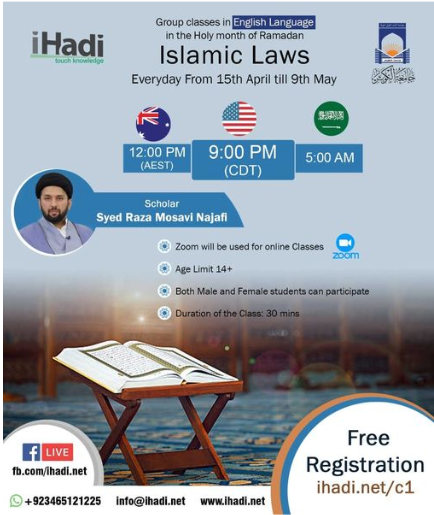 iHadi
touch knowledge
Group classes in English Language
in the Holy month of Ramadan
Islamic Laws
Everyday From 15th April till 9th May
12:00 PM
(AEST)
9:00 PM
(CDT)
5:00 AM
Scholar
Syed Raza Mosavi Najafi
Zoom will be used for online Classes
zoom
Age Limit 14+
Both Male and Female students can participate
Duration of the Class: 30 mins
f LIVE
fb.com/ihadi.net
Free
Registration
ihadi.net/c1
+923465121225 info@ihadi.net www.ihadi.net